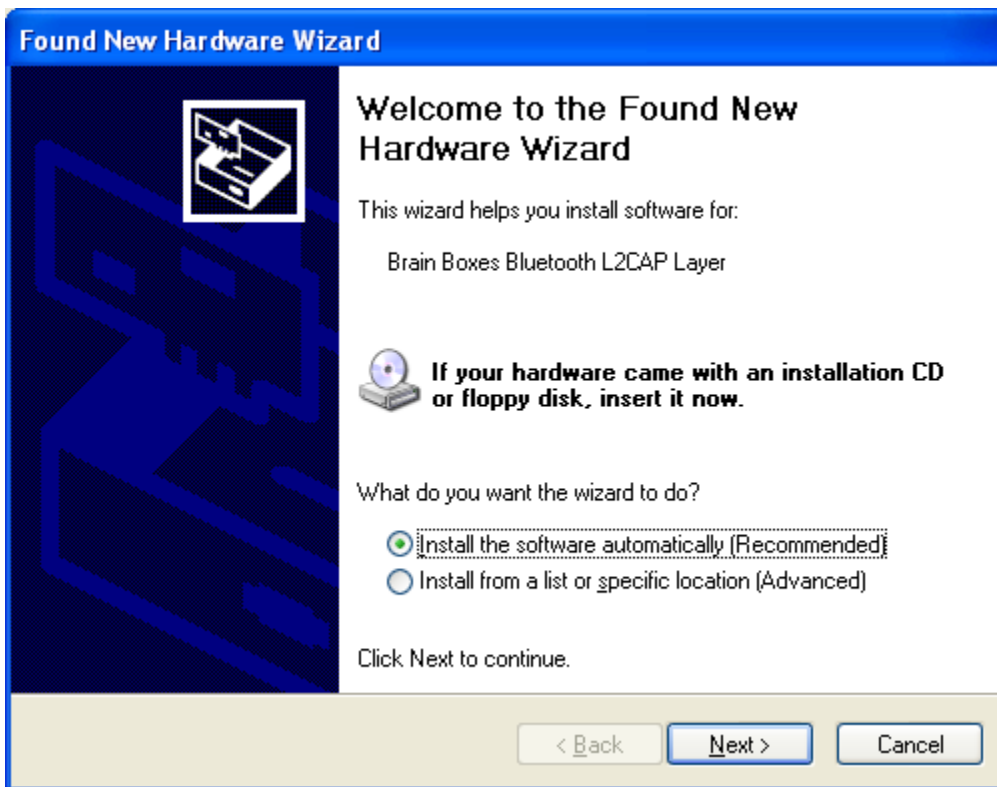 Found New Hardware Wizard
Welcome to the Found New
Hardware Wizard
This wizard helps you install software for:
Brain Boxes Bluetooth L2CAP Layer
If your hardware came with an installation CD
or floppy disk, insert it now.
What do you want the wizard to do?
Install the software automatically (Recommended)
Install from a list or specific location (Advanced)
Click Next to continue.
< Back Next > Cancel